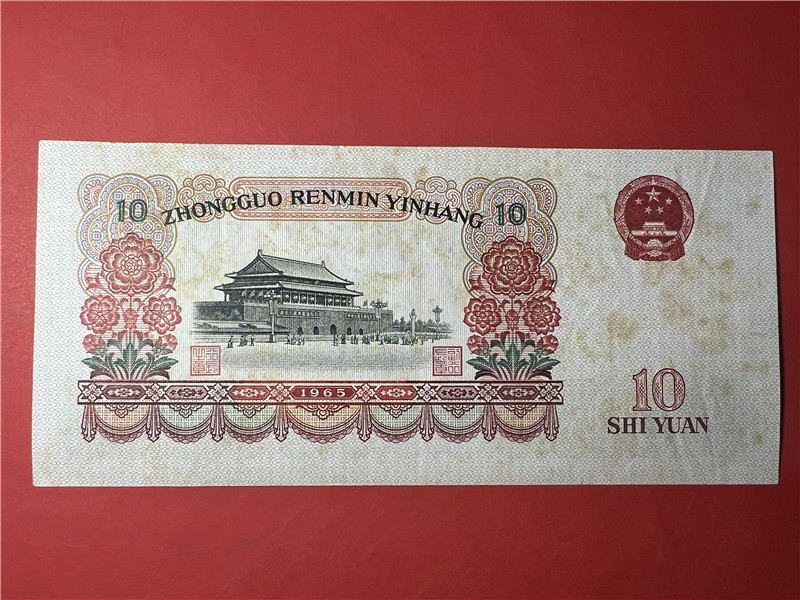 10 ZHONGGUO RENMIN YINHANG 10
1965
10
SHI YUAN